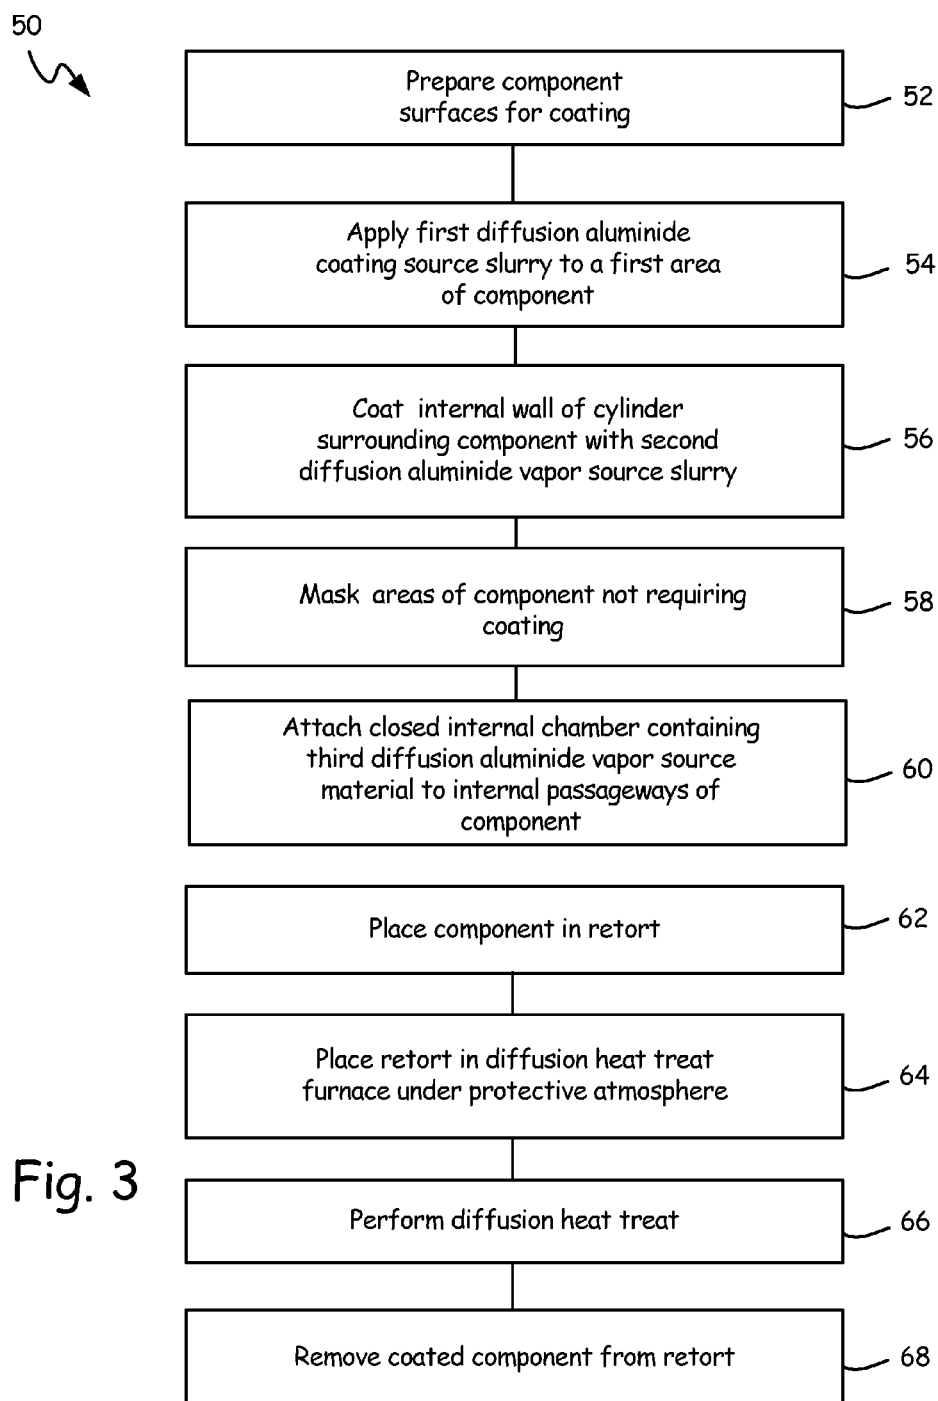 50
Prepare component
surfaces for coating
52
Apply first diffusion aluminide
coating source slurry to a first area
of component
54
Coat internal wall of cylinder
surrounding component with second
diffusion aluminide vapor source slurry
56
Mask areas of component not requiring
coating
58
Attach closed internal chamber containing
third diffusion aluminide vapor source
material to internal passageways of
component
60
Place component in retort
62
Place retort in diffusion heat treat
furnace under protective atmosphere
64
Fig. 3
Perform diffusion heat treat
66
Remove coated component from retort
68